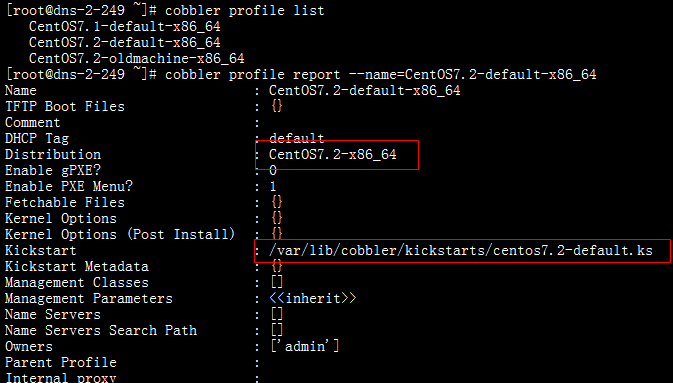 [root@dns-2-249 ~]# cobbler profile list
CentOS7.1-default-x86_64
CentOS7.2-default-x86_64
CentOS7.2-oldmachine-x86_64
[root@dns-2-249 ~]# cobbler profile report --name=CentOS7.2-default-x86_64
Name : CentOS7.2-default-x86_64
TFTP Boot Files : {}
Comment :
DHCP Tag : default
Distribution : CentOS7.2-x86_64
Enable gPXE? : 0
Enable PXE Menu? : 1
Fetchable Files : {}
Kernel Options : {}
Kernel Options (Post Install) : {}
Kickstart : /var/lib/cobbler/kickstarts/centos7.2-default.ks
Kickstart Metadata : {}
Management Classes : []
Management Parameters : <<inherit>>
Name Servers : []
Name Servers Search Path : []
Owners : ['admin']
Parent Profile :
Internal proxy :